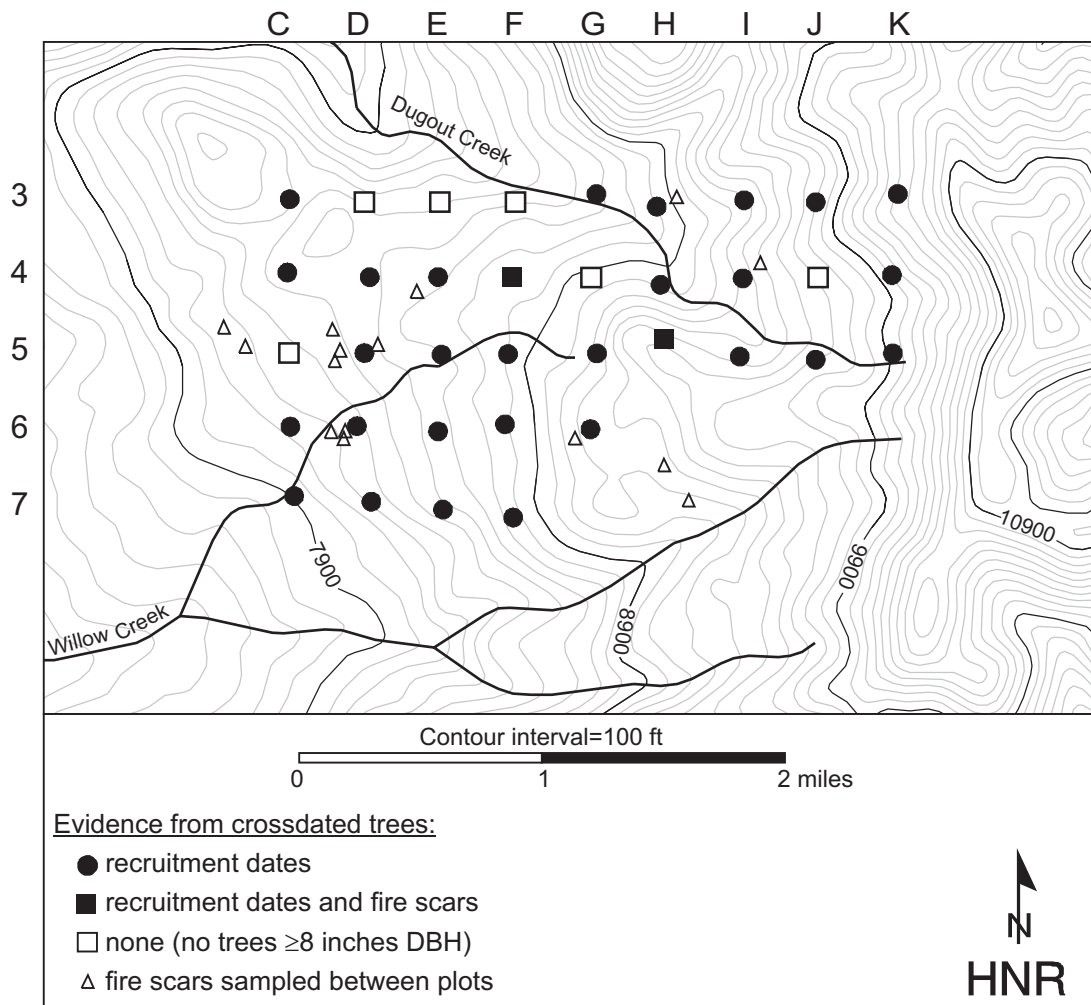 C D E F G H I J K
Dugout Creek
3
4
5
6
7
7900
8900
9900
10900
Willow Creek
Contour interval=100 ft
0 1 2 miles
Evidence from crossdated trees:
recruitment dates
recruitment dates and fire scars
none (no trees ≥8 inches DBH)
fire scars sampled between plots
N
HNR